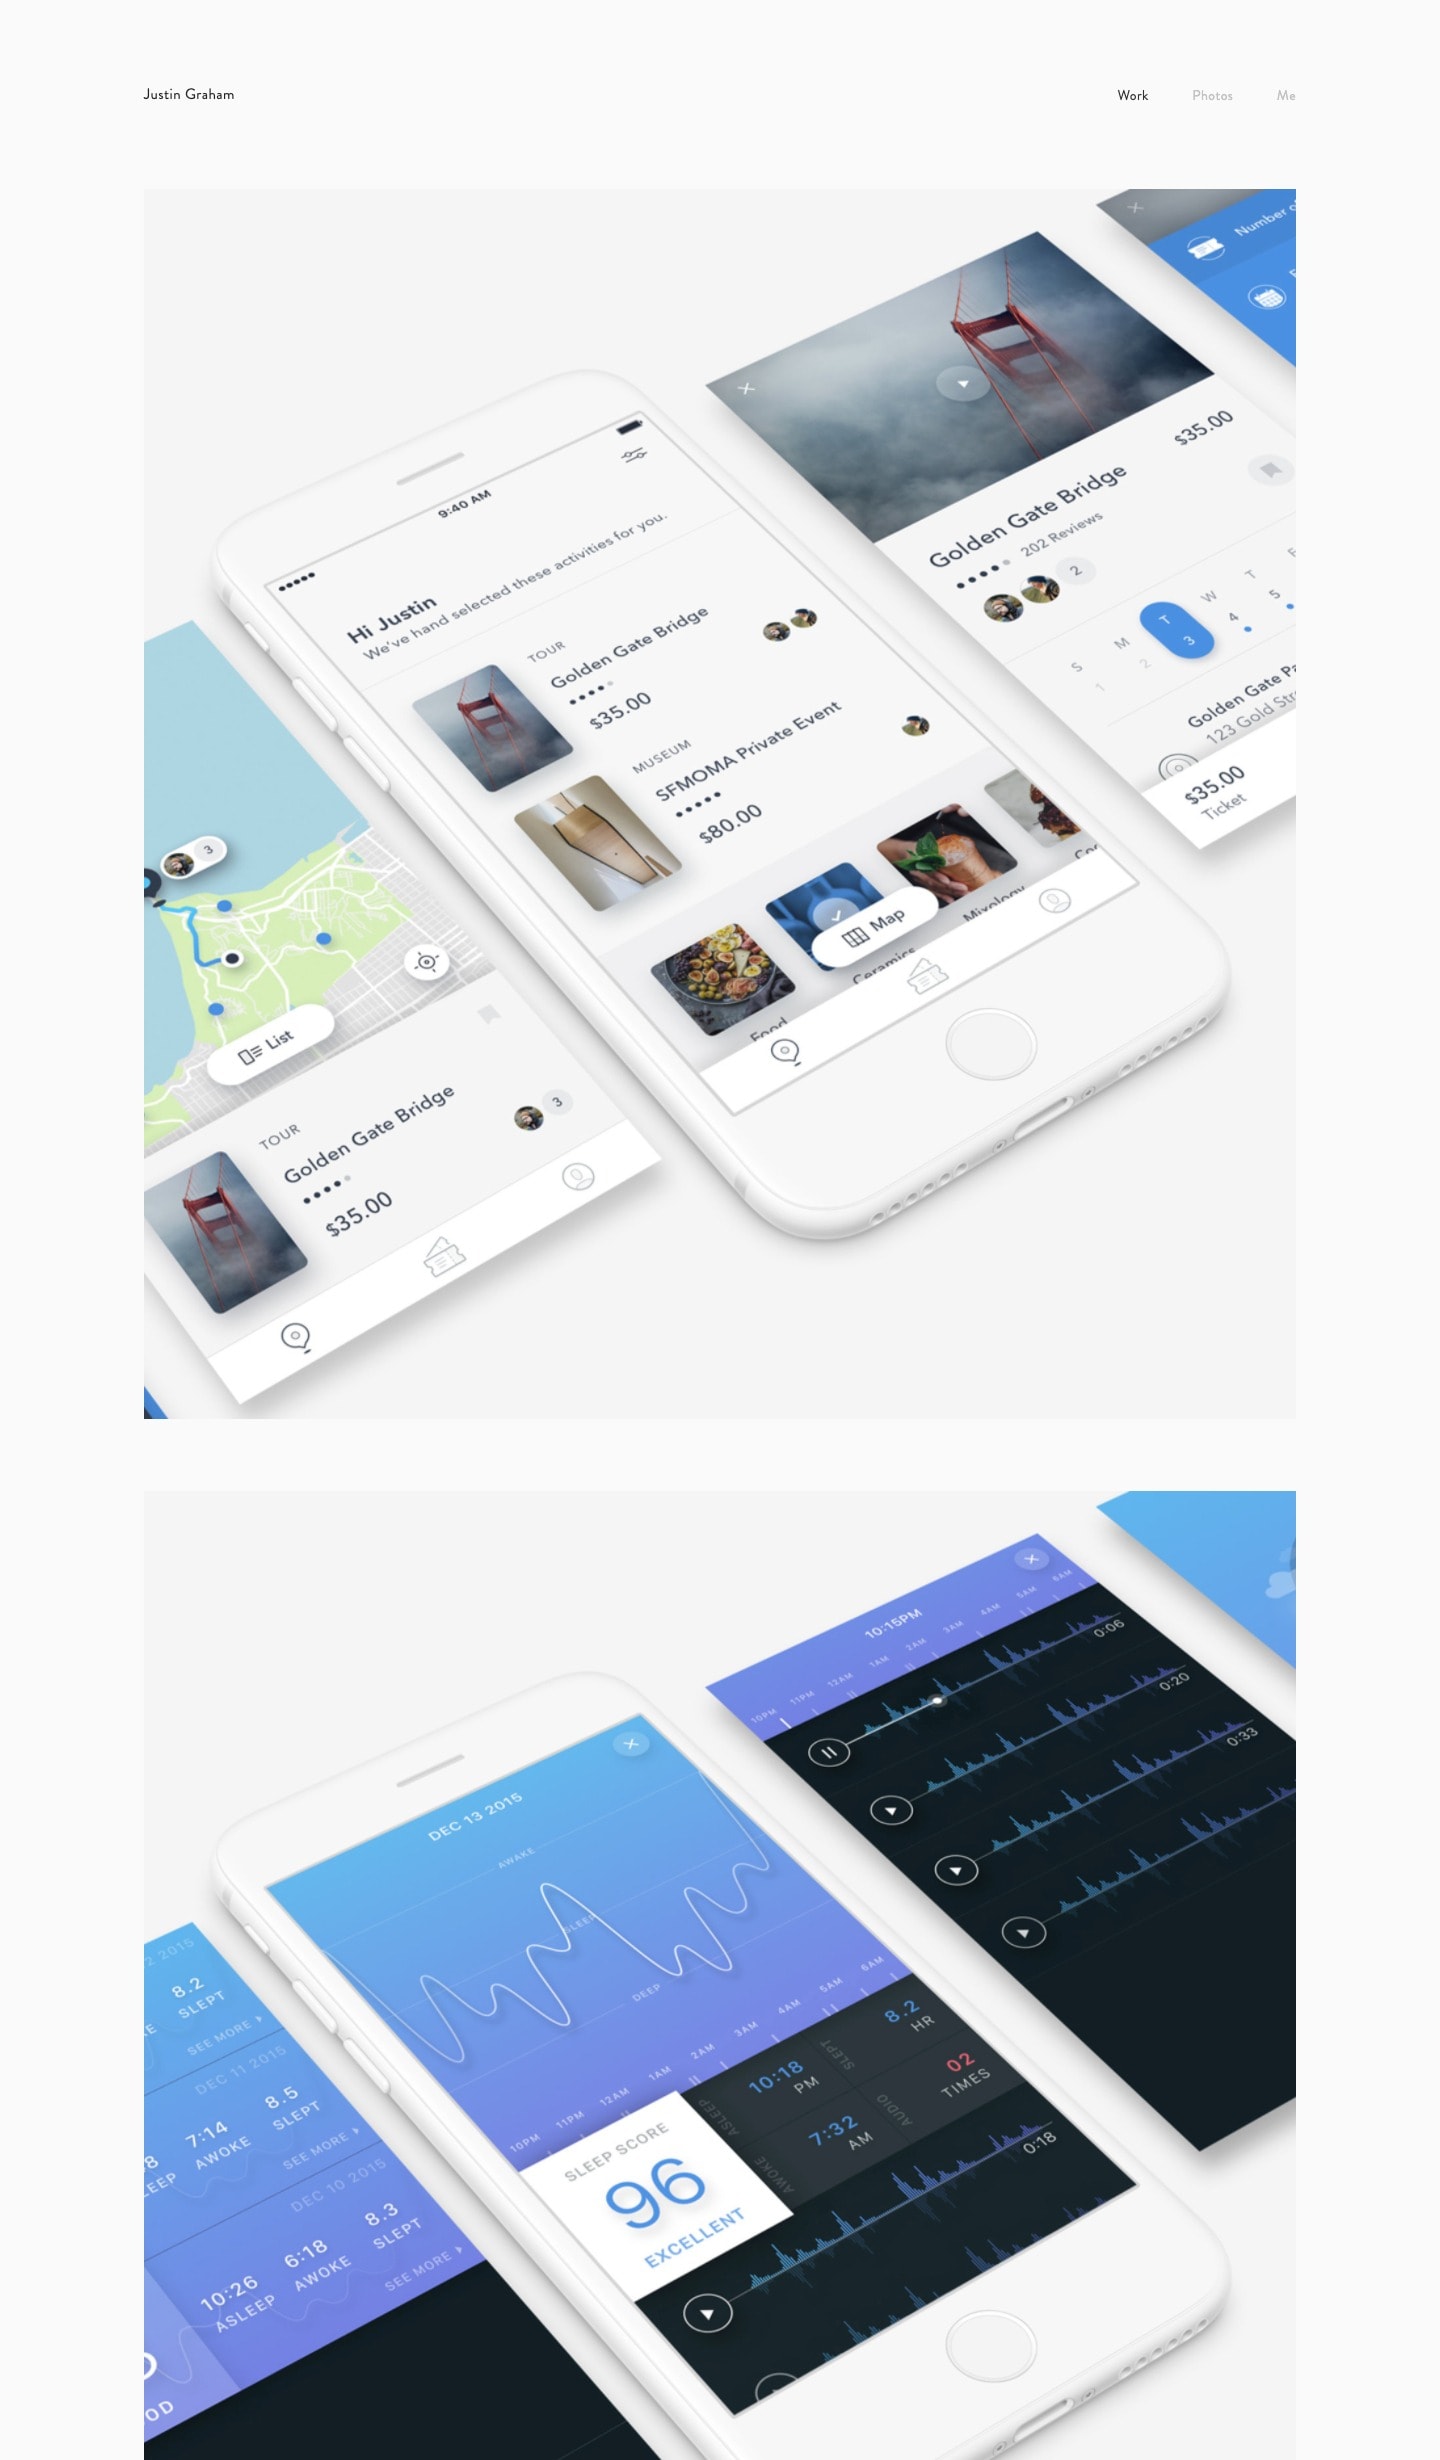 Justin Graham
Work
Photos
Me
9:40 AM
Hi Justin
We've hand selected these activities for you.
TOUR
Golden Gate Bridge
$35.00
MUSEUM
SFMOMA Private Event
$80.00
Food
Ceramics
Mixology
Map
$35.00
Golden Gate Bridge
202 Reviews
2
S M T W T
1 2 3 4 5
Golden Gate
123 Gold
$35.00
Ticket
Number
3
List
TOUR
Golden Gate Bridge
3
$35.00
DEC 13 2015
AWAKE
SLEEP
DEEP
10PM 11PM 12AM 1AM 2AM 3AM 4AM 5AM 6AM
SLEEP SCORE
96
EXCELLENT
ASLEEP
10:18
PM
SLEPT
8.2
HR
AWOKE
7:32
AM
AUDIO
02
TIMES
0:18
10:15PM
10PM 11PM 12AM 1AM 2AM 3AM 4AM 5AM 6AM
0:06
0:20
0:33
2015
8.2
SLEPT
SEE MORE
DEC 11 2015
7:14
AWOKE
8.5
SLEPT
SEE MORE
DEC 10 2015
10:26
ASLEEP
6:18
AWOKE
8.3
SLEPT
SEE MORE